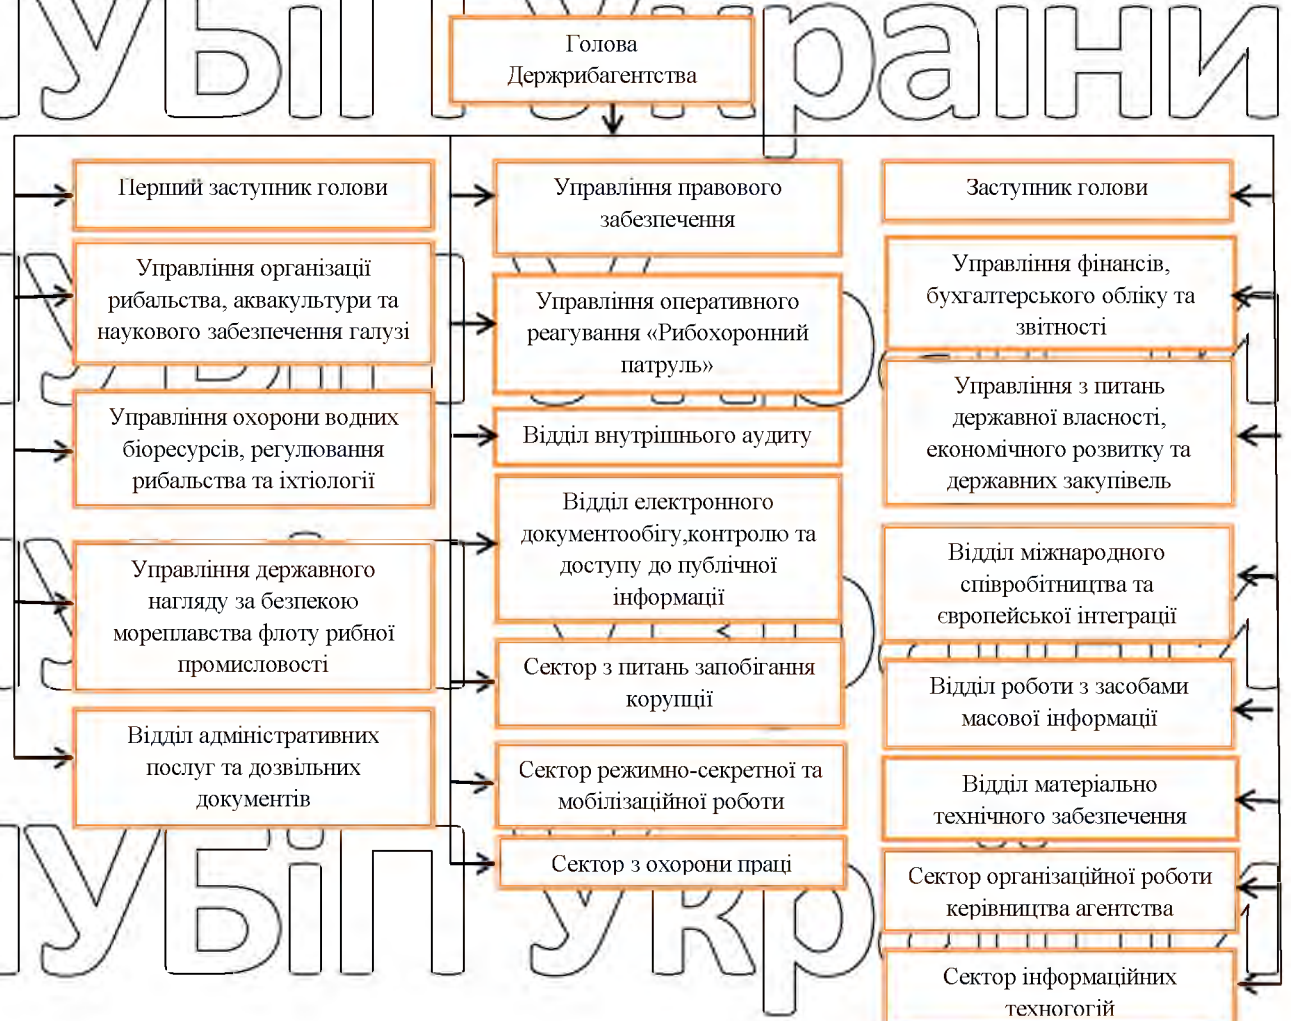 Голова
Держрибагентства
Перший заступник голови
Управління організації
рибальства, аквакультури та
наукового забезпечення галузі
Управління охорони водних
біоресурсів, регулювання
рибальства та іхтіології
Управління державного
нагляду за безпекою
мореплавства флоту рибної
промисловості
Відділ адміністративних
послуг та дозвільних
документів
Управління правового
забезпечення
Управління оперативного
реагування «Рибохоронний
патруль»
Відділ внутрішнього аудиту
Відділ електронного
документообігу,контролю та
доступу до публічної
інформації
Сектор з питань запобігання
корупції
Сектор режимно-секретної та
мобілізаційної роботи
Сектор з охорони праці
Заступник голови
Управління фінансів,
бухгалтерського обліку та
звітності
Управління з питань
державної власності,
економічного розвитку та
державних закупівель
Відділ міжнародного
співробітництва та
європейської інтеграції
Відділ роботи з засобами
масової інформації
Відділ матеріально
технічного забезпечення
Сектор організаційної роботи
керівництва агентства
Сектор інформаційних
техногогій